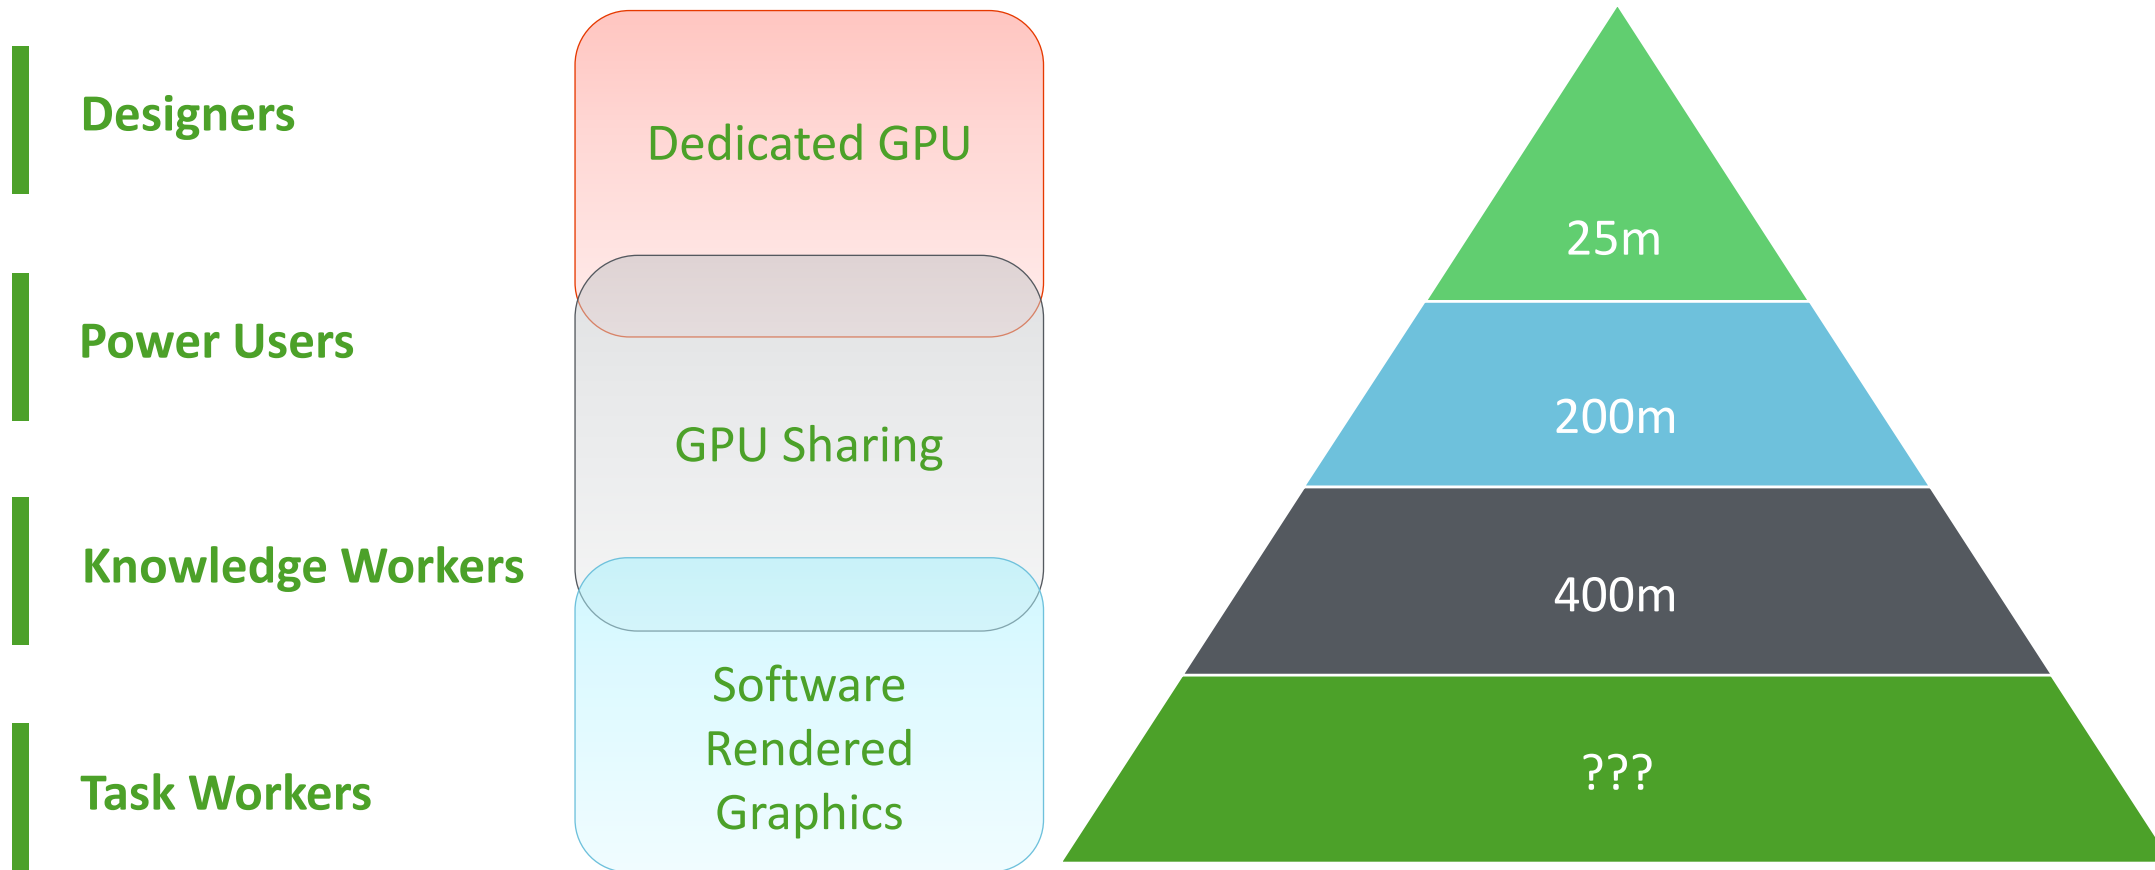 Designers
Power Users
Knowledge Workers
Task Workers
Dedicated GPU
GPU Sharing
Software
Rendered
Graphics
25m
200m
400m
???